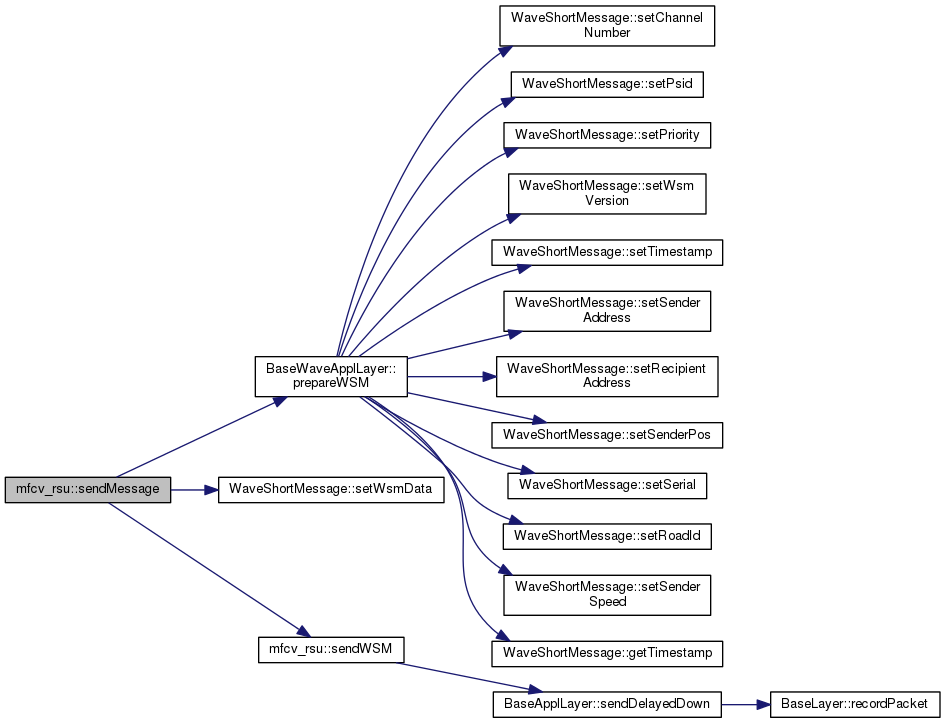 WaveShortMessage::setChannel
Number
WaveShortMessage::setPsid
WaveShortMessage::setPriority
WaveShortMessage::setWsm
Version
WaveShortMessage::setTimestamp
WaveShortMessage::setSender
Address
BaseWaveApplLayer::
prepareWSM
WaveShortMessage::setRecipient
Address
WaveShortMessage::setSenderPos
mfcv_rsu::sendMessage
WaveShortMessage::setWsmData
WaveShortMessage::setSerial
WaveShortMessage::setRoadId
WaveShortMessage::setSender
Speed
mfcv_rsu::sendWSM
WaveShortMessage::getTimestamp
BaseApplLayer::sendDelayedDown
BaseLayer::recordPacket